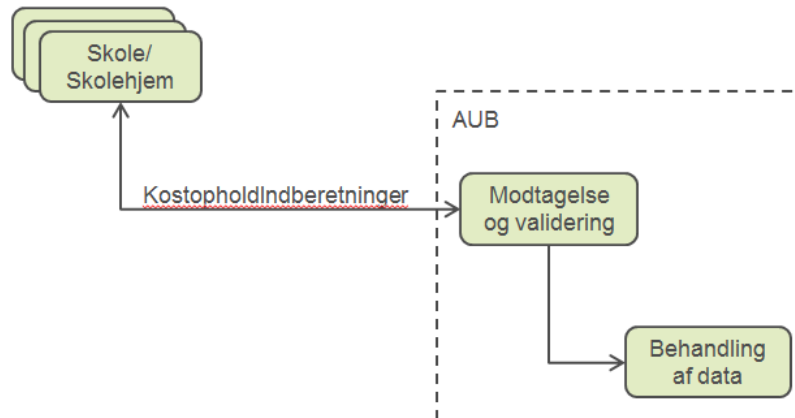 Skole/
Skolehjem
AUB
KostopholdIndberetninger
Modtagelse
og validering
Behandling
af data